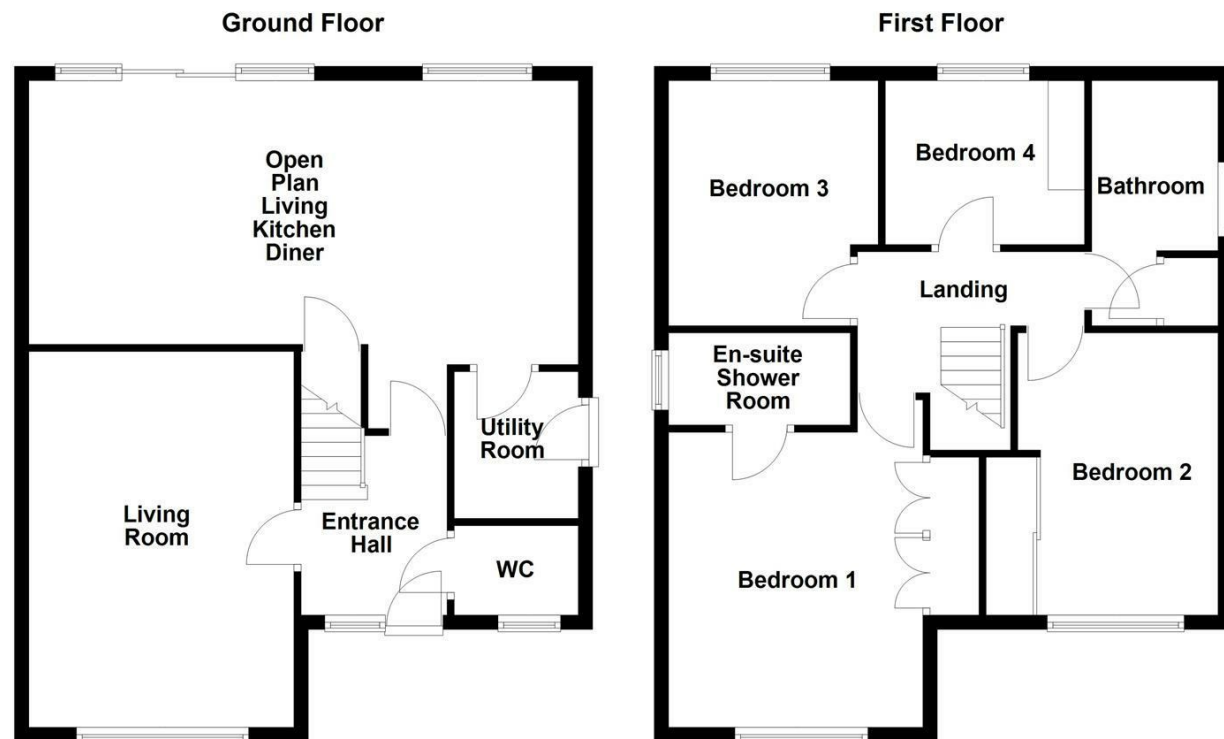 Ground Floor
Open
Plan
Living
Kitchen
Diner
Utility
Room
Living
Room
Entrance
Hall
WC
First Floor
Bedroom 3
Bedroom 4
Bathroom
Landing
En-suite
Shower
Room
Bedroom 2
Bedroom 1